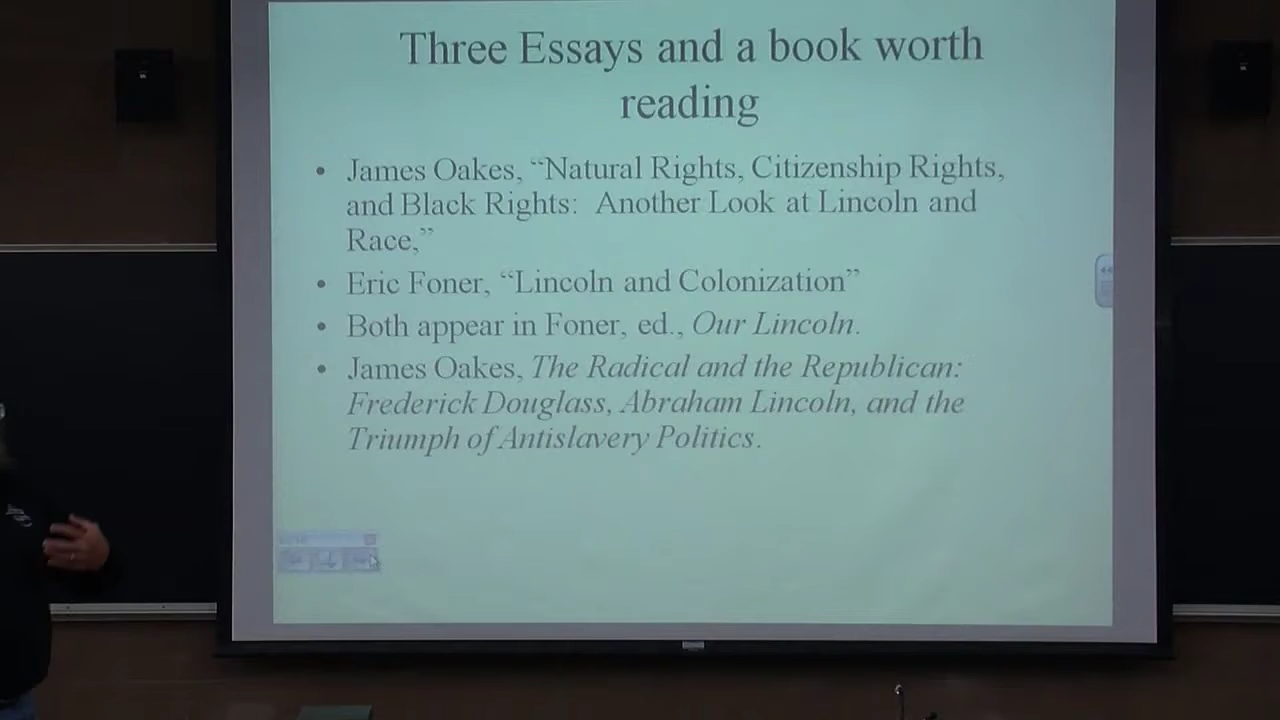 Three Essays and a book worth
reading
• James Oakes, “Natural Rights, Citizenship Rights,
and Black Rights: Another Look at Lincoln and
Race,”
• Eric Foner, “Lincoln and Colonization”
• Both appear in Foner, ed., Our Lincoln.
• James Oakes, The Radical and the Republican:
Frederick Douglass, Abraham Lincoln, and the
Triumph of Antislavery Politics.